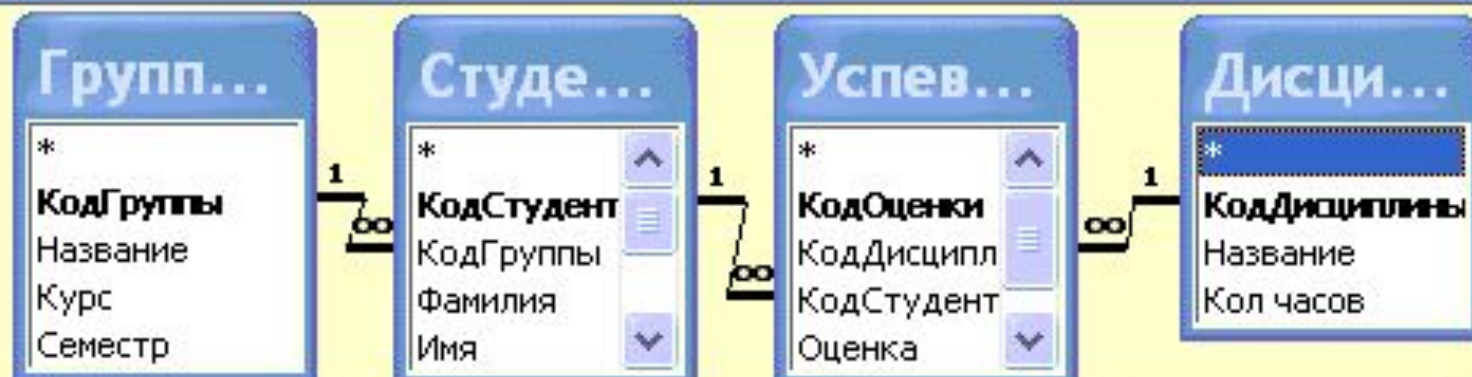 Групп...
*
КодГруппы
Название
Курс
Семестр
1
∞
Студе...
*
КодСтудент
КодГруппы
Фамилия
Имя
1
∞
Успев...
*
КодОценки
КодДисципл
КодСтудент
Оценка
∞
1
Дисци...
*
КодДисциплины
Название
Кол часов